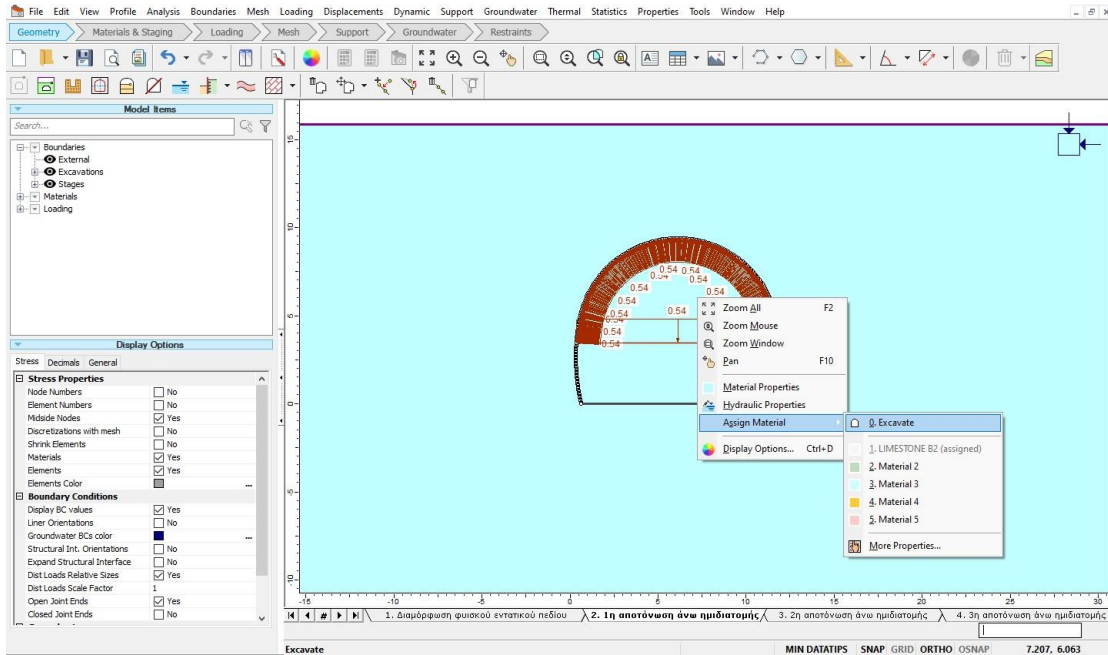 File Edit View Profile Analysis Boundaries Mesh Loading Displacements Dynamic Support Groundwater Thermal Statistics Properties Tools Window Help
Geometry Materials & Staging Loading Mesh Support Groundwater Restraints
Model Items
Search...
Boundaries
External
Excavations
Stages
Materials
Loading
Display Options
Stress Decimals General
Stress Properties
Node Numbers No
Element Numbers No
Midside Nodes Yes
Discretizations with mesh No
Shrink Elements No
Materials Yes
Elements Yes
Elements Color ...
Boundary Conditions
Display BC values Yes
Liner Orientations No
Groundwater BCs color ...
Structural Int. Orientations No
Expand Structural Interface No
Dist Loads Relative Sizes Yes
Dist Loads Scale Factor 1
Open Joint Ends Yes
Closed Joint Ends No
15
10
5
0
-5
-10
0.54 0.54
0.54 0.54
0.54 0.54
0.54
0.54 0.54
0.54
0.54
Zoom All F2
Zoom Mouse
Zoom Window
Pan F10
Material Properties
Hydraulic Properties
Assign Material
Display Options... Ctrl+D
0. Excavate
1. LIMESTONE B2 (assigned)
2. Material 2
3. Material 3
4. Material 4
5. Material 5
More Properties...
-15 -10 -5 0 5 10 15 20 25 30
1. Διαμόρφωση φυσικού εντατικού πεδίου 2. 1η αποτόνωση άνω ημιδιατομής 3. 2η αποτόνωση άνω ημιδιατομής 4. 3η αποτόνωση άνω ημιδιατομής
Excavate MIN DATATIPS SNAP GRID ORTHO OSNAP 7.207, 6.063